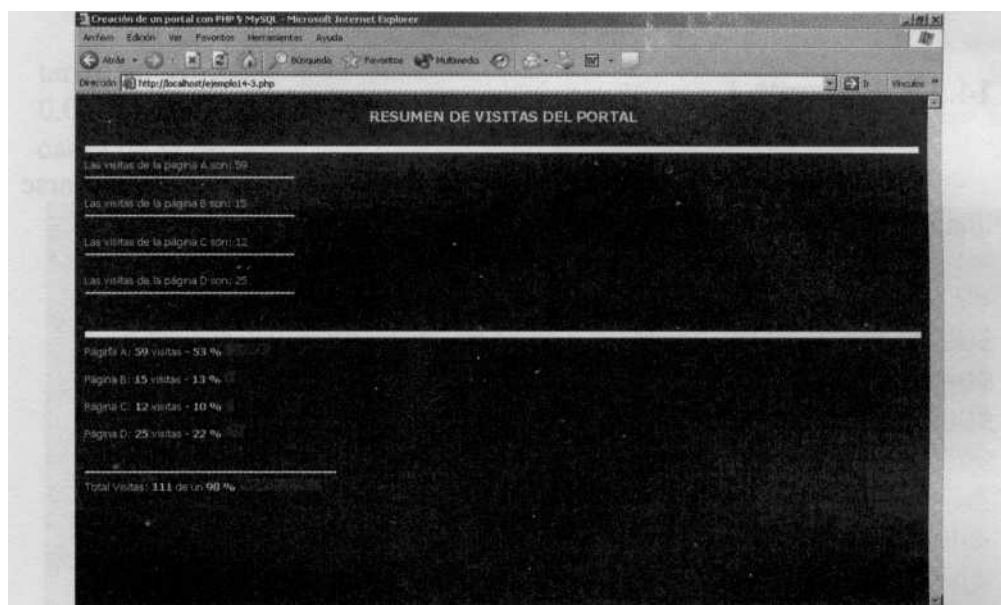 Creación de un portal con PHP y MySQL - Microsoft Internet Explorer
Archivo Edición Ver Favoritos Herramientas Ayuda
Atrás Búsqueda Favoritos Multimedia
Dirección http://localhost/ejemplo14-3.php Ir Vínculos
RESUMEN DE VISITAS DEL PORTAL
Las visitas de la página A son: 59
Las visitas de la página B son: 15
Las visitas de la página C son: 12
Las visitas de la página D son: 25
Página A: 59 visitas - 53 %
Página B: 15 visitas - 13 %
Página C: 12 visitas - 10 %
Página D: 25 visitas - 22 %
Total Visitas: 111 de un 98 %